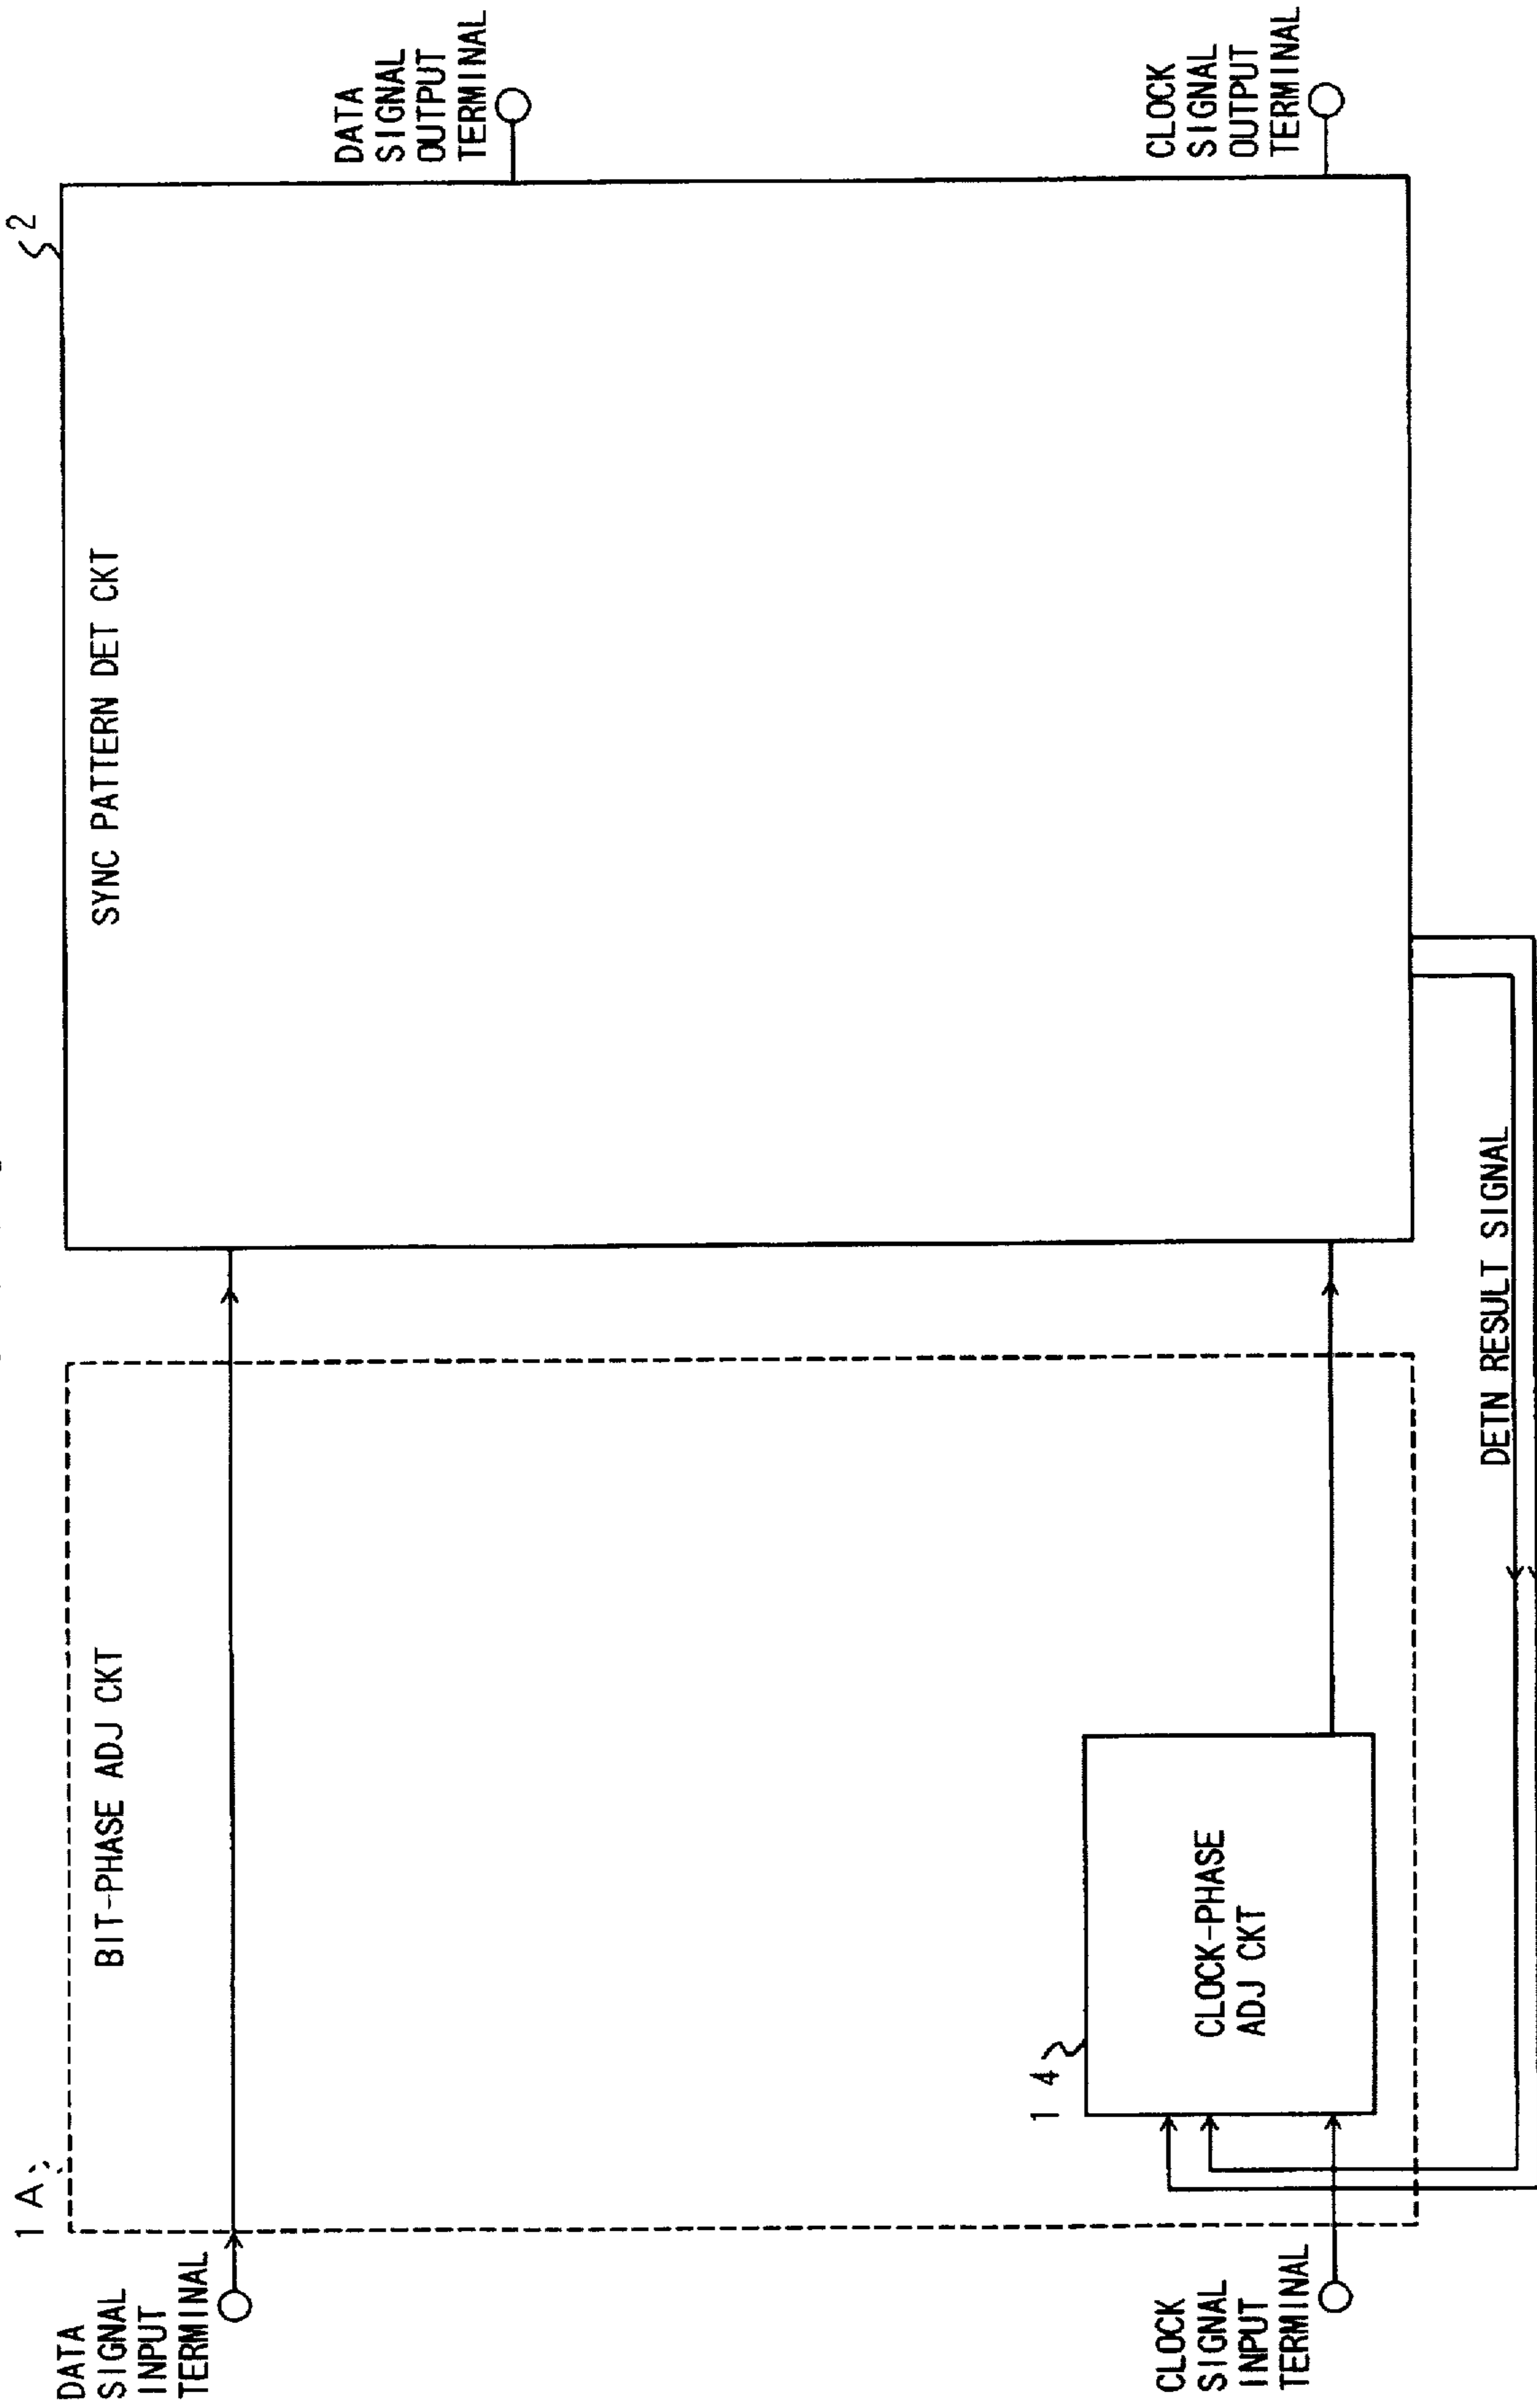 1 A
BIT-PHASE ADJ CKT
2
SYNC PATTERN DET CKT
DATA
SIGNAL
INPUT
TERMINAL
DATA
SIGNAL
OUTPUT
TERMINAL
1 4
CLOCK-PHASE
ADJ CKT
CLOCK
SIGNAL
INPUT
TERMINAL
CLOCK
SIGNAL
OUTPUT
TERMINAL
DETN RESULT SIGNAL